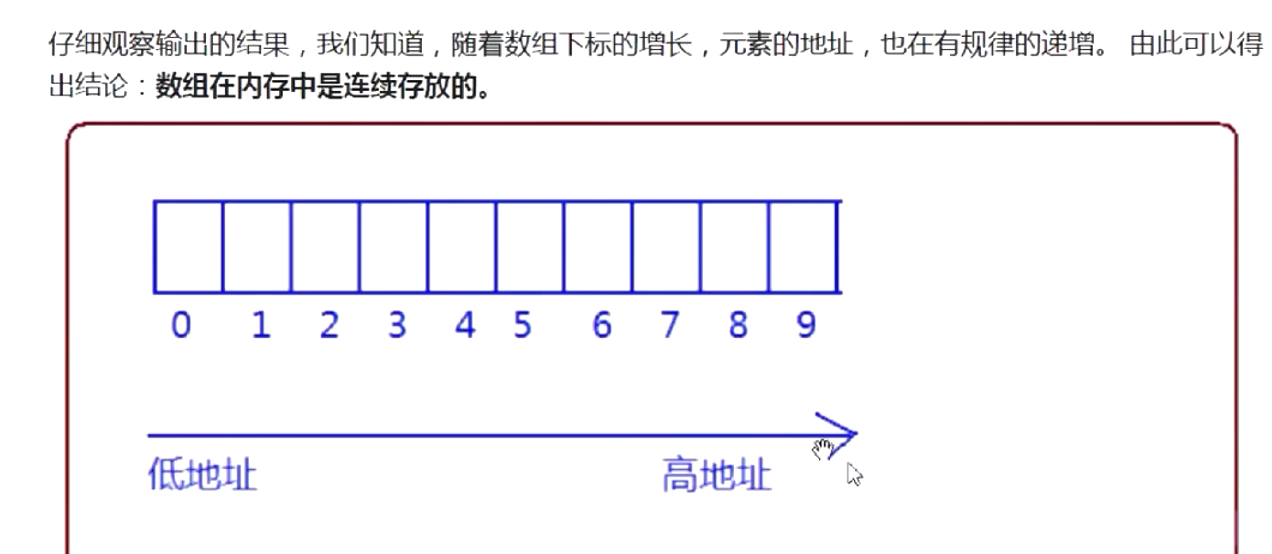 仔细观察输出的结果，我们知道，随着数组下标的增长，元素的地址，也在有规律的递增。 由此可以得
出结论：数组在内存中是连续存放的。
0 1 2 3 4 5 6 7 8 9
低地址 高地址